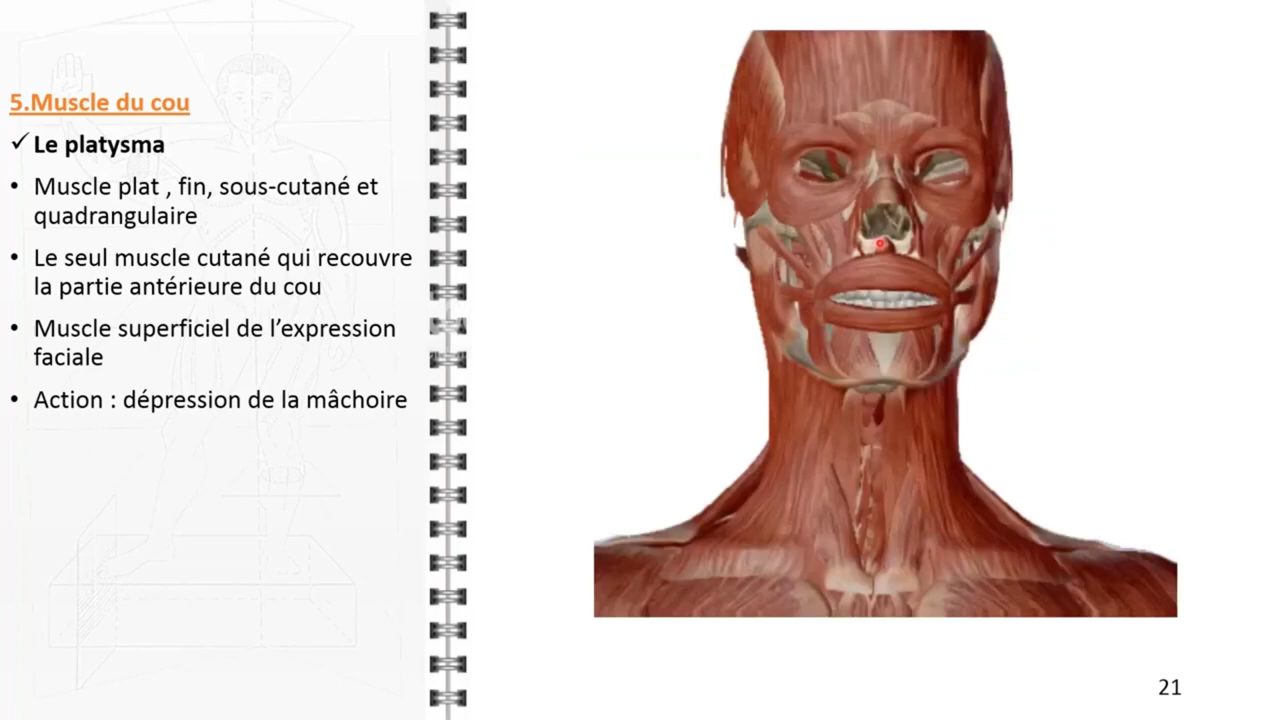 5.Muscle du cou
✓ Le platysma
• Muscle plat , fin, sous-cutané et
quadrangulaire
• Le seul muscle cutané qui recouvre
la partie antérieure du cou
• Muscle superficiel de l’expression
faciale
• Action : dépression de la mâchoire
21